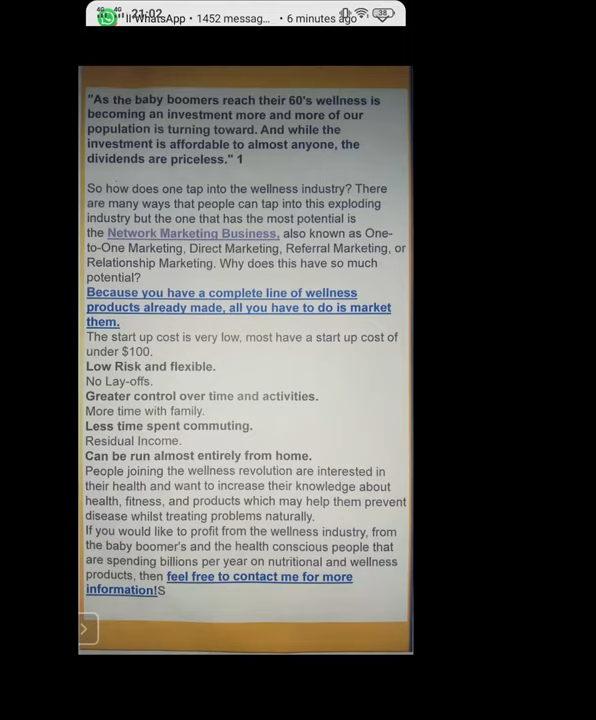 4G 4G 21:02 WhatsApp • 1452 messag... • 6 minutes ago 38
"As the baby boomers reach their 60's wellness is
becoming an investment more and more of our
population is turning toward. And while the
investment is affordable to almost anyone, the
dividends are priceless." 1
So how does one tap into the wellness industry? There
are many ways that people can tap into this exploding
industry but the one that has the most potential is
the Network Marketing Business, also known as One-
to-One Marketing, Direct Marketing, Referral Marketing, or
Relationship Marketing. Why does this have so much
potential?
Because you have a complete line of wellness
products already made, all you have to do is market
them.
The start up cost is very low, most have a start up cost of
under $100.
Low Risk and flexible.
No Lay-offs.
Greater control over time and activities.
More time with family.
Less time spent commuting.
Residual Income.
Can be run almost entirely from home.
People joining the wellness revolution are interested in
their health and want to increase their knowledge about
health, fitness, and products which may help them prevent
disease whilst treating problems naturally.
If you would like to profit from the wellness industry, from
the baby boomer's and the health conscious people that
are spending billions per year on nutritional and wellness
products, then feel free to contact me for more
information!S